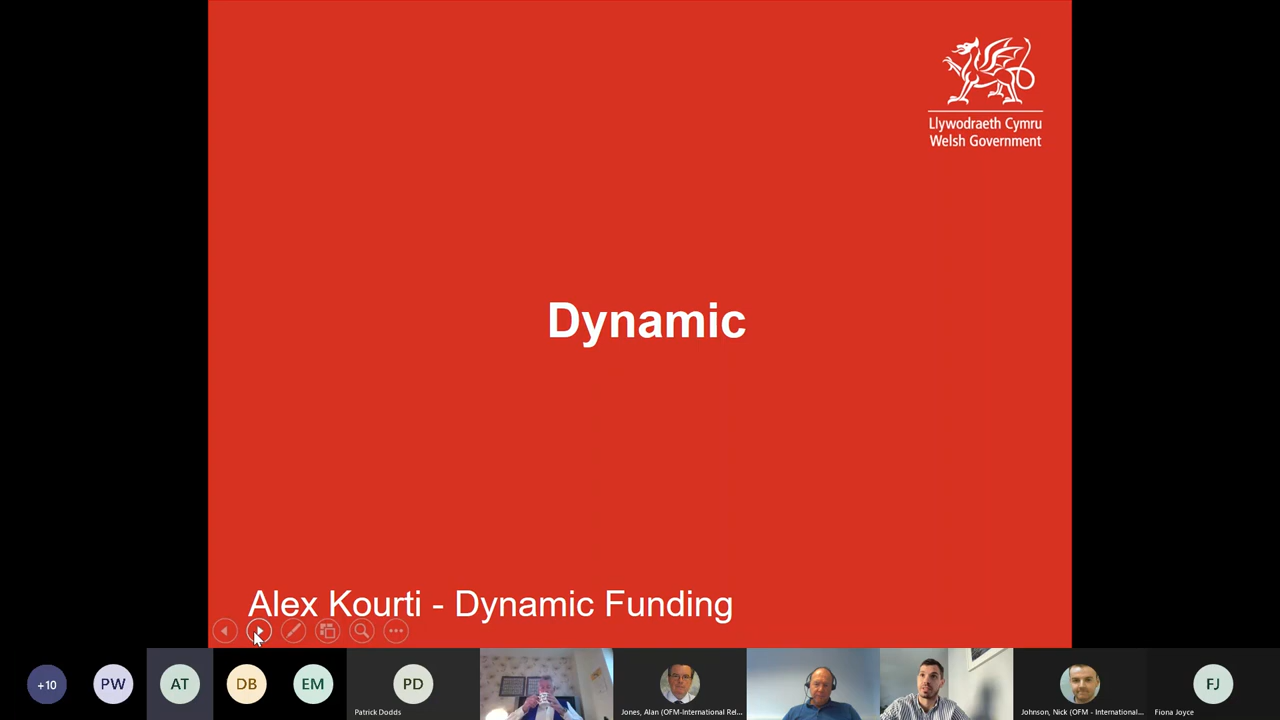 Llywodraeth Cymru
Welsh Government
Dynamic
Alex Kourti - Dynamic Funding
+10
PW
AT
DB
EM
PD
Patrick Dodds
Jones, Alan (OFM-International Rel...
Johnson, Nick (OFM - International...
FJ
Fiona Joyce